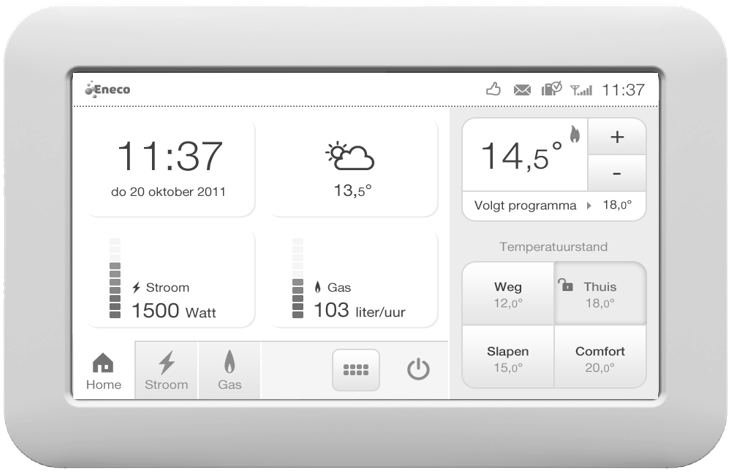 Eneco
11:37
11:37
do 20 oktober 2011
13,5°
14,5°
+
-
Volgt programma 18,0°
Stroom
1500 Watt
Gas
103 liter/uur
Temperatuurstand
Weg
12,0°
Thuis
18,0°
Slapen
15,0°
Comfort
20,0°
Home
Stroom
Gas